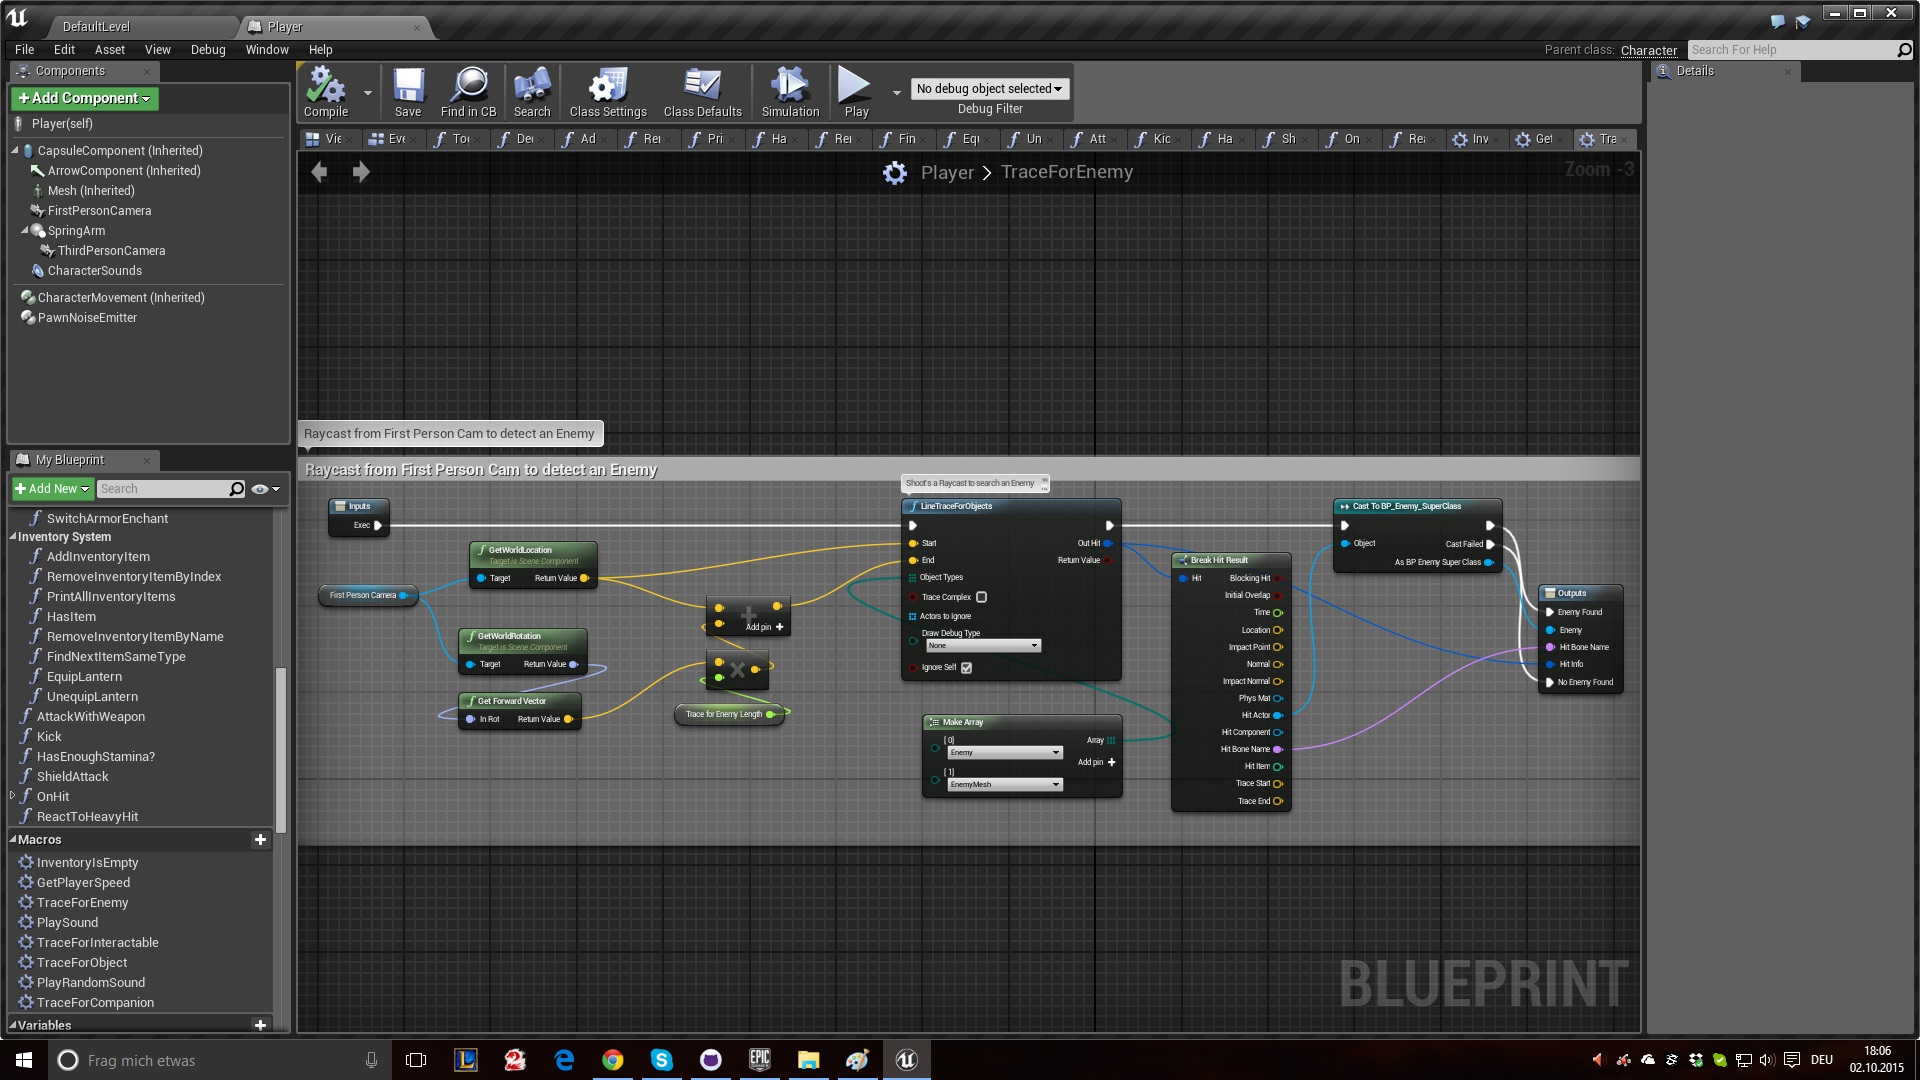 DefaultLevel
Player
File Edit Asset View Debug Window Help
Parent class: Character
Search For Help
Components
+Add Component
Player(self)
CapsuleComponent (Inherited)
ArrowComponent (Inherited)
Mesh (Inherited)
FirstPersonCamera
SpringArm
ThirdPersonCamera
CharacterSounds
CharacterMovement (Inherited)
PawnNoiseEmitter
Compile
Save
Find in CB
Search
Class Settings
Class Defaults
Simulation
Play
No debug object selected
Debug Filter
Details
Vie Eve To De Ad Re Pri Ha Re Fin Eq Un Att Kic Ha Sh On Rea Inv Get Tra
Player > TraceForEnemy
Zoom -3
My Blueprint
+Add New
Search
SwitchArmorEnchant
Inventory System
AddInventoryItem
RemoveInventoryItemByIndex
PrintAllInventoryItems
HasItem
RemoveInventoryItemByName
FindNextItemSameType
EquipLantern
UnequipLantern
AttackWithWeapon
Kick
HasEnoughStamina?
ShieldAttack
OnHit
ReactToHeavyHit
Macros
InventoryIsEmpty
GetPlayerSpeed
TraceForEnemy
PlaySound
TraceForInteractable
TraceForObject
PlayRandomSound
TraceForCompanion
Variables
Raycast from First Person Cam to detect an Enemy
Raycast from First Person Cam to detect an Enemy
Inputs
Exec
First Person Camera
GetWorldLocation
Target is Scene Component
Target Return Value
GetWorldRotation
Target is Scene Component
Target Return Value
Get Forward Vector
In Rot Return Value
Add pin +
Trace for Enemy Length
Shoot's a Raycast to search an Enemy
LineTraceForObjects
Start Out Hit
End Return Value
Object Types
Trace Complex
Actors to Ignore
Draw Debug Type
None
Ignore Self
Make Array
[0] Array
Enemy
Add pin +
[1]
EnemyMesh
Break Hit Result
Hit Blocking Hit
Initial Overlap
Time
Location
Impact Point
Normal
Impact Normal
Phys Mat
Hit Actor
Hit Component
Hit Bone Name
Hit Item
Trace Start
Trace End
Cast To BP_Enemy_SuperClass
Object Cast Failed
As BP Enemy Super Class
Outputs
Enemy Found
Enemy
Hit Bone Name
Hit Info
No Enemy Found
BLUEPRINT
Frag mich etwas
EPIC
DEU
18:06
02.10.2015